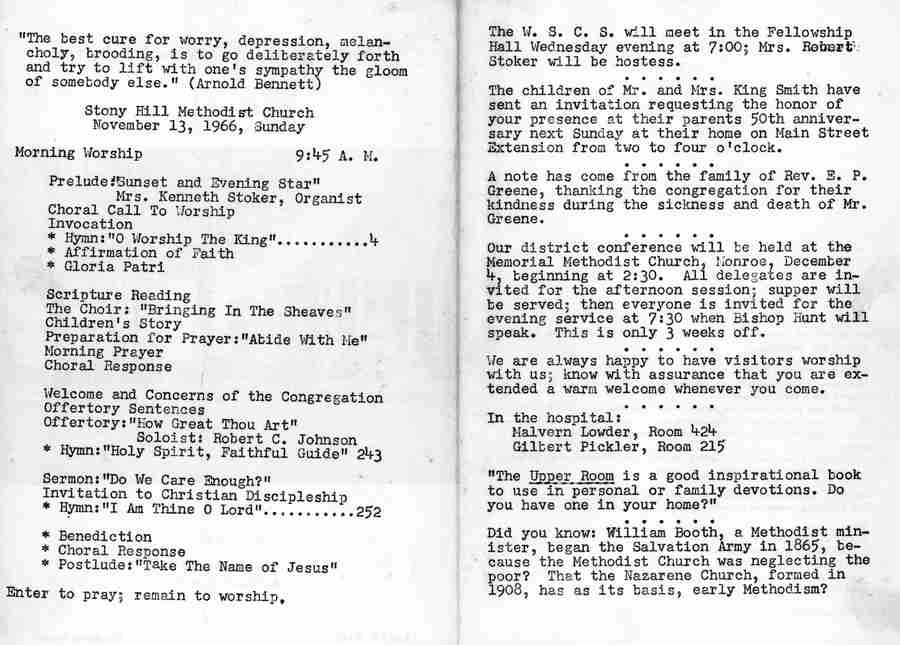 "The best cure for worry, depression, melan-
choly, brooding, is to go deliberately forth
and try to lift with one's sympathy the gloom
of somebody else." (Arnold Bennett)
Stony Hill Methodist Church
November 13, 1966, Sunday
Morning Worship 9:45 A. M.
Prelude:"Sunset and Evening Star"
Mrs. Kenneth Stoker, Organist
Choral Call To Worship
Invocation
* Hymn:"O Worship The King"...........4
* Affirmation of Faith
* Gloria Patri
Scripture Reading
The Choir: "Bringing In The Sheaves"
Children's Story
Preparation for Prayer:"Abide With Me"
Morning Prayer
Choral Response
Welcome and Concerns of the Congregation
Offertory Sentences
Offertory:"How Great Thou Art"
Soloist: Robert C. Johnson
* Hymn:"Holy Spirit, Faithful Guide" 243
Sermon:"Do We Care Enough?"
Invitation to Christian Discipleship
* Hymn:"I Am Thine O Lord"...........252
* Benediction
* Choral Response
* Postlude:"Take The Name of Jesus"
Enter to pray; remain to worship.
The W. S. C. S. will meet in the Fellowship
Hall Wednesday evening at 7:00; Mrs. Robert
Stoker will be hostess.
. . . . . .
The children of Mr. and Mrs. King Smith have
sent an invitation requesting the honor of
your presence at their parents 50th anniver-
sary next Sunday at their home on Main Street
Extension from two to four o'clock.
. . . . . .
A note has come from the family of Rev. E. P.
Greene, thanking the congregation for their
kindness during the sickness and death of Mr.
Greene.
. . . . . .
Our district conference will be held at the
Memorial Methodist Church, Monroe, December
4, beginning at 2:30. All delegates are in-
vited for the afternoon session; supper will
be served; then everyone is invited for the
evening service at 7:30 when Bishop Hunt will
speak. This is only 3 weeks off.
. . . . . .
We are always happy to have visitors worship
with us; know with assurance that you are ex-
tended a warm welcome whenever you come.
. . . . . .
In the hospital:
Malvern Lowder, Room 424
Gilbert Pickler, Room 215
"The Upper Room is a good inspirational book
to use in personal or family devotions. Do
you have one in your home?"
. . . . . .
Did you know: William Booth, a Methodist min-
ister, began the Salvation Army in 1865, be-
cause the Methodist Church was neglecting the
poor? That the Nazarene Church, formed in
1908, has as its basis, early Methodism?